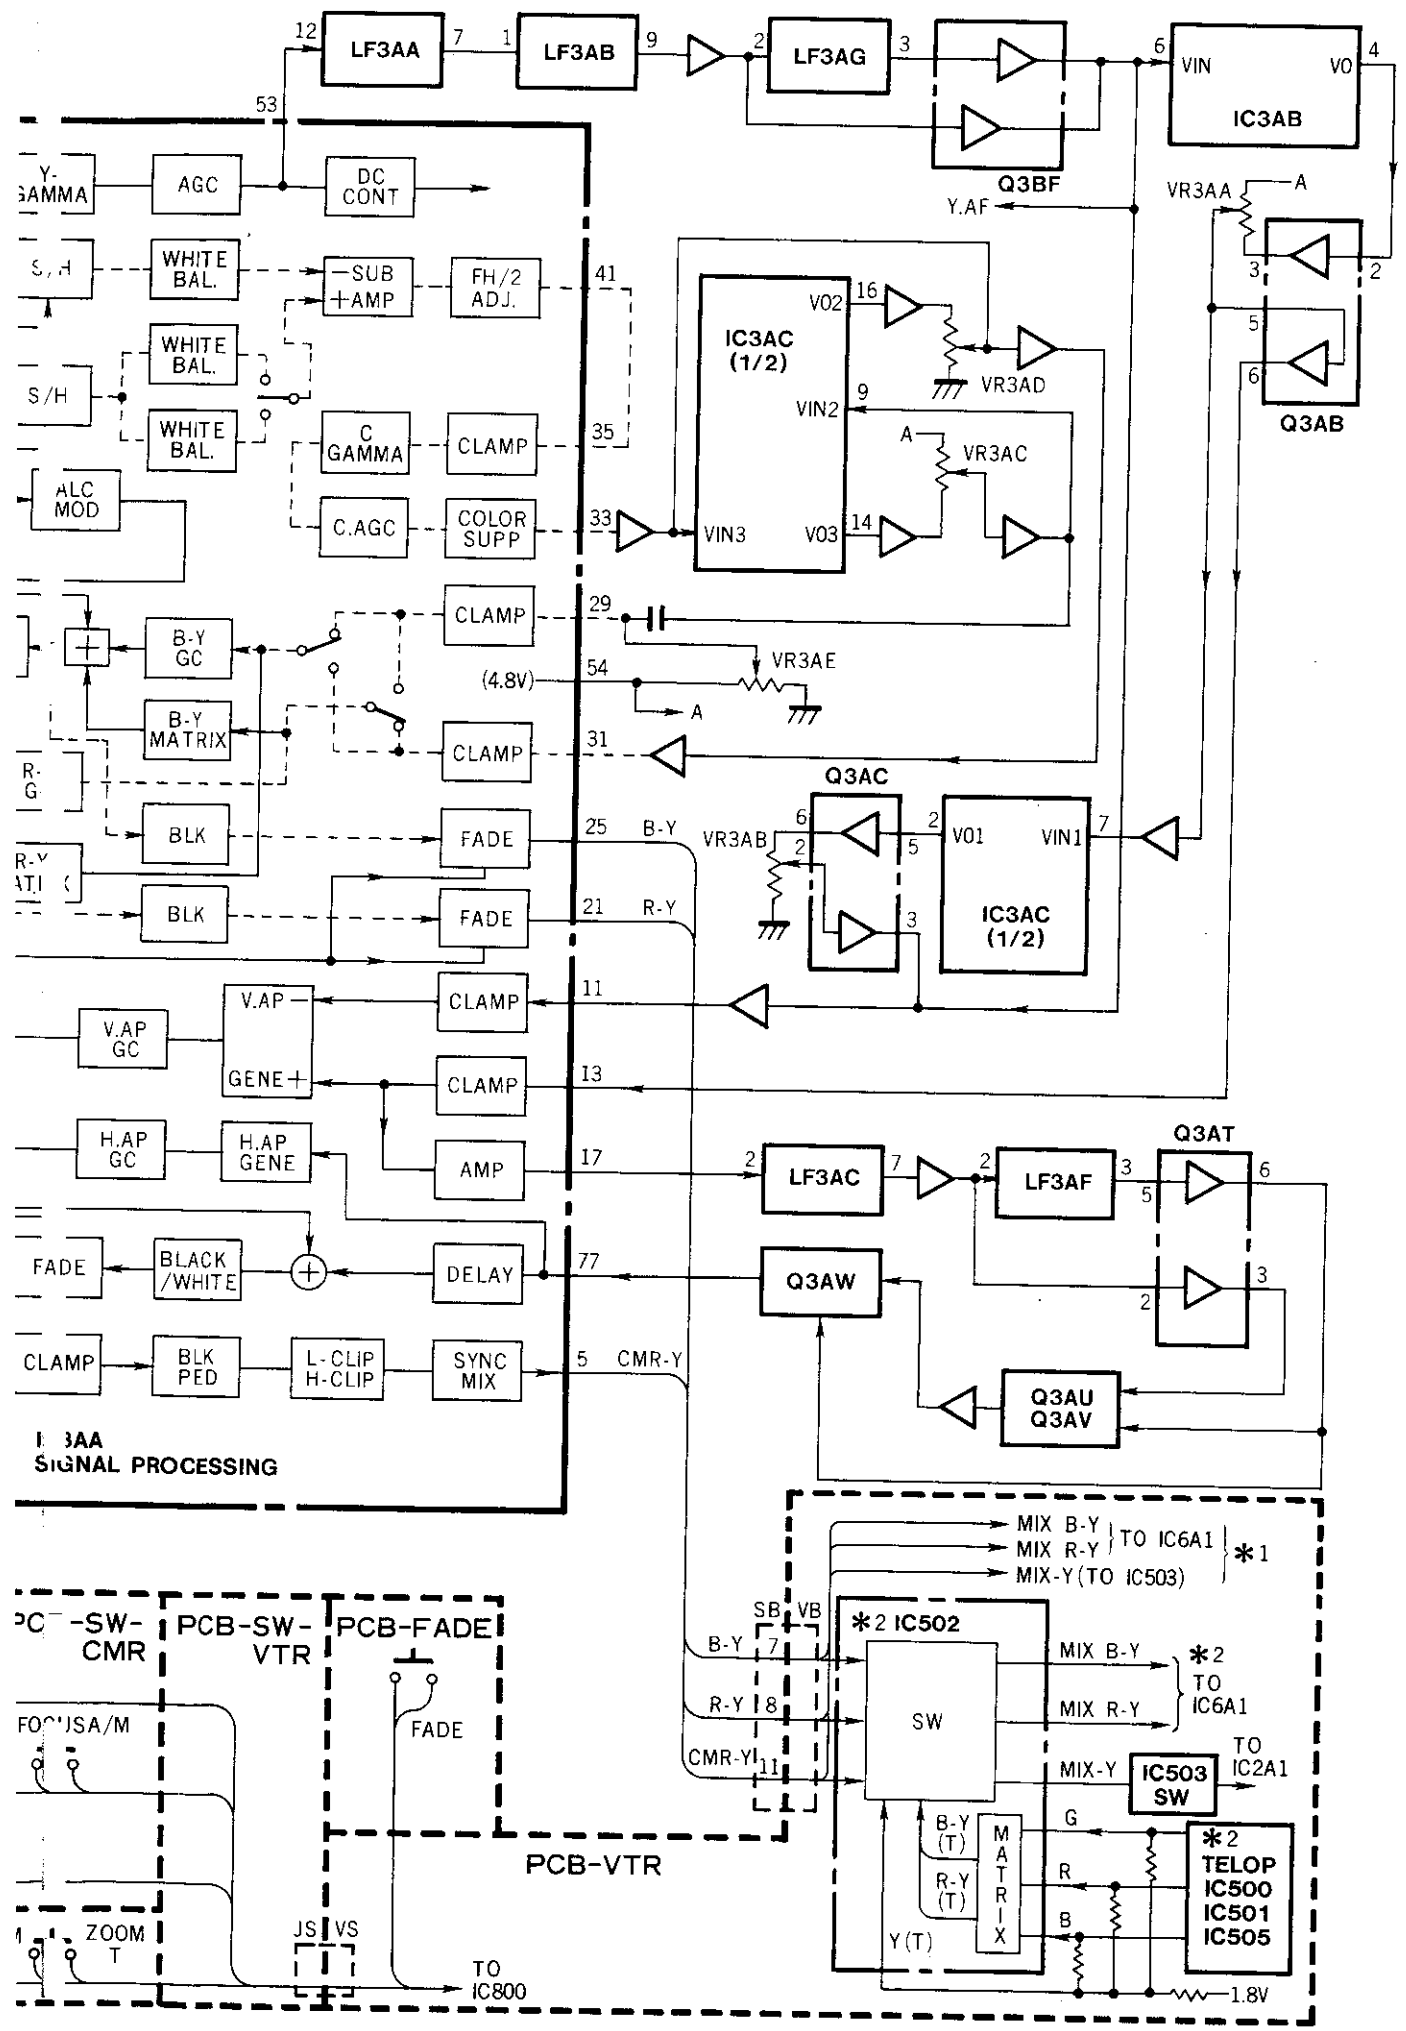 12
LF3AA
7
1
LF3AB
9
2
LF3AG
3
6
VIN
VO
4
IC3AB
53
Y-
GAMMA
AGC
DC
CONT
Q3BF
Y.AF
VR3AA
A
S/H
WHITE
BAL.
-SUB
+AMP
FH/2
ADJ.
41
3
2
VO2
16
IC3AC
(1/2)
5
WHITE
BAL.
VR3AD
6
S/H
VIN2
9
Q3AB
WHITE
BAL.
C
GAMMA
CLAMP
35
A
VR3AC
ALC
MOD
C.AGC
COLOR
SUPP
33
VIN3
VO3
14
CLAMP
29
B-Y
GC
+
VR3AE
(4.8V)
54
A
B-Y
MATRIX
CLAMP
31
R-
G
Q3AC
BLK
FADE
25
B-Y
VR3AB
6
2
5
2
VO1
VIN1
7
R-Y
BLK
FADE
21
R-Y
3
IC3AC
(1/2)
V.AP -
CLAMP
11
V.AP
GC
GENE +
CLAMP
13
H.AP
GC
H.AP
GENE
AMP
17
2
LF3AC
7
2
LF3AF
3
5
Q3AT
6
FADE
BLACK
/WHITE
+
DELAY
77
Q3AW
2
3
CLAMP
BLK
PED
L-CLIP
H-CLIP
SYNC
MIX
5
CMR-Y
Q3AU
Q3AV
3AA
SIGNAL PROCESSING
MIX B-Y
MIX R-Y
TO IC6A1
*1
MIX-Y(TO IC503)
-SW-
CMR
PCB-SW-
VTR
PCB-FADE
SB
VB
*2 IC502
B-Y
7
MIX B-Y
*2
TO
IC6A1
R-Y
8
SW
MIX R-Y
FOCUSA/M
FADE
CMR-Y
11
MIX-Y
IC503
SW
TO
IC2A1
PCB-VTR
B-Y
(T)
R-Y
(T)
MATRIX
G
R
B
*2
TELOP
IC500
IC501
IC505
ZOOM
T
JS
VS
Y(T)
TO
IC800
1.8V